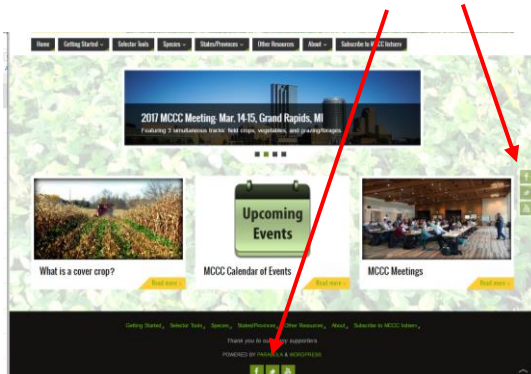 Home Getting Started Selector Tools Species States/Provinces Other Resources About Subscribe to MCCC listserv
2017 MCCC Meeting- Mar. 14-15, Grand Rapids, MI
Featuring 3 simultaneous tracks: field crops, vegetables, and grazing/forages.
Upcoming
Events
What is a cover crop?
Read more
MCCC Calendar of Events
Read more
MCCC Meetings
Read more
Getting Started, Selector Tools, Species, States/Provinces, Other Resources, About, Subscribe to MCCC listserv,
Thank you to our many supporters
POWERED BY PARABOLA & WORDPRESS